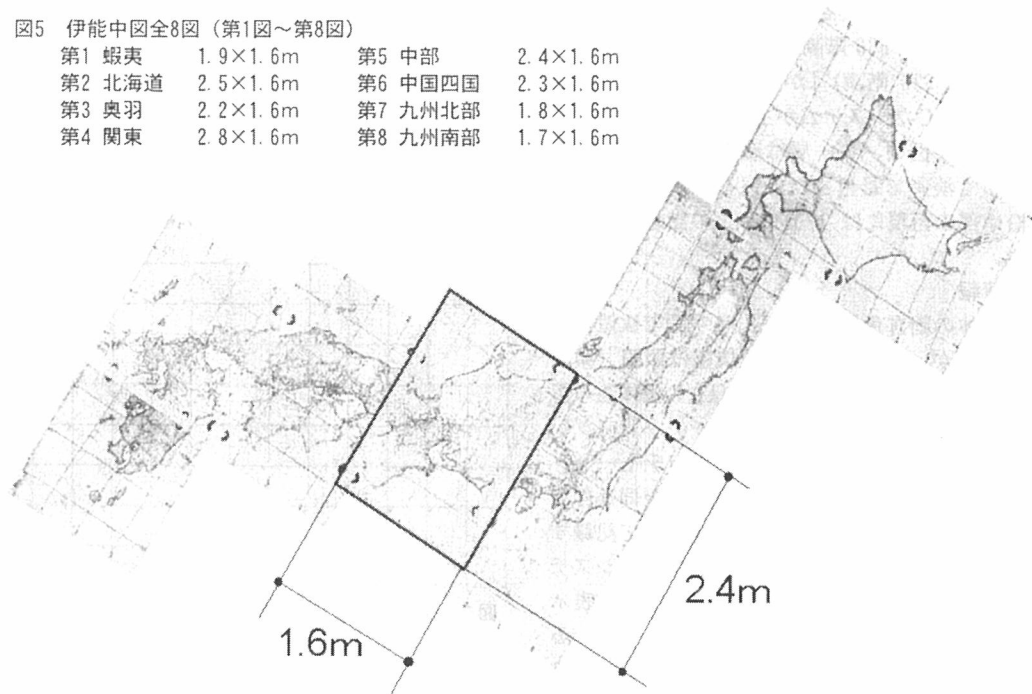 図5　伊能中図全8図（第1図～第8図）
第1 蝦夷　1.9×1.6m　第5 中部　2.4×1.6m
第2 北海道　2.5×1.6m　第6 中国四国　2.3×1.6m
第3 奥羽　2.2×1.6m　第7 九州北部　1.8×1.6m
第4 関東　2.8×1.6m　第8 九州南部　1.7×1.6m
2.4m
1.6m